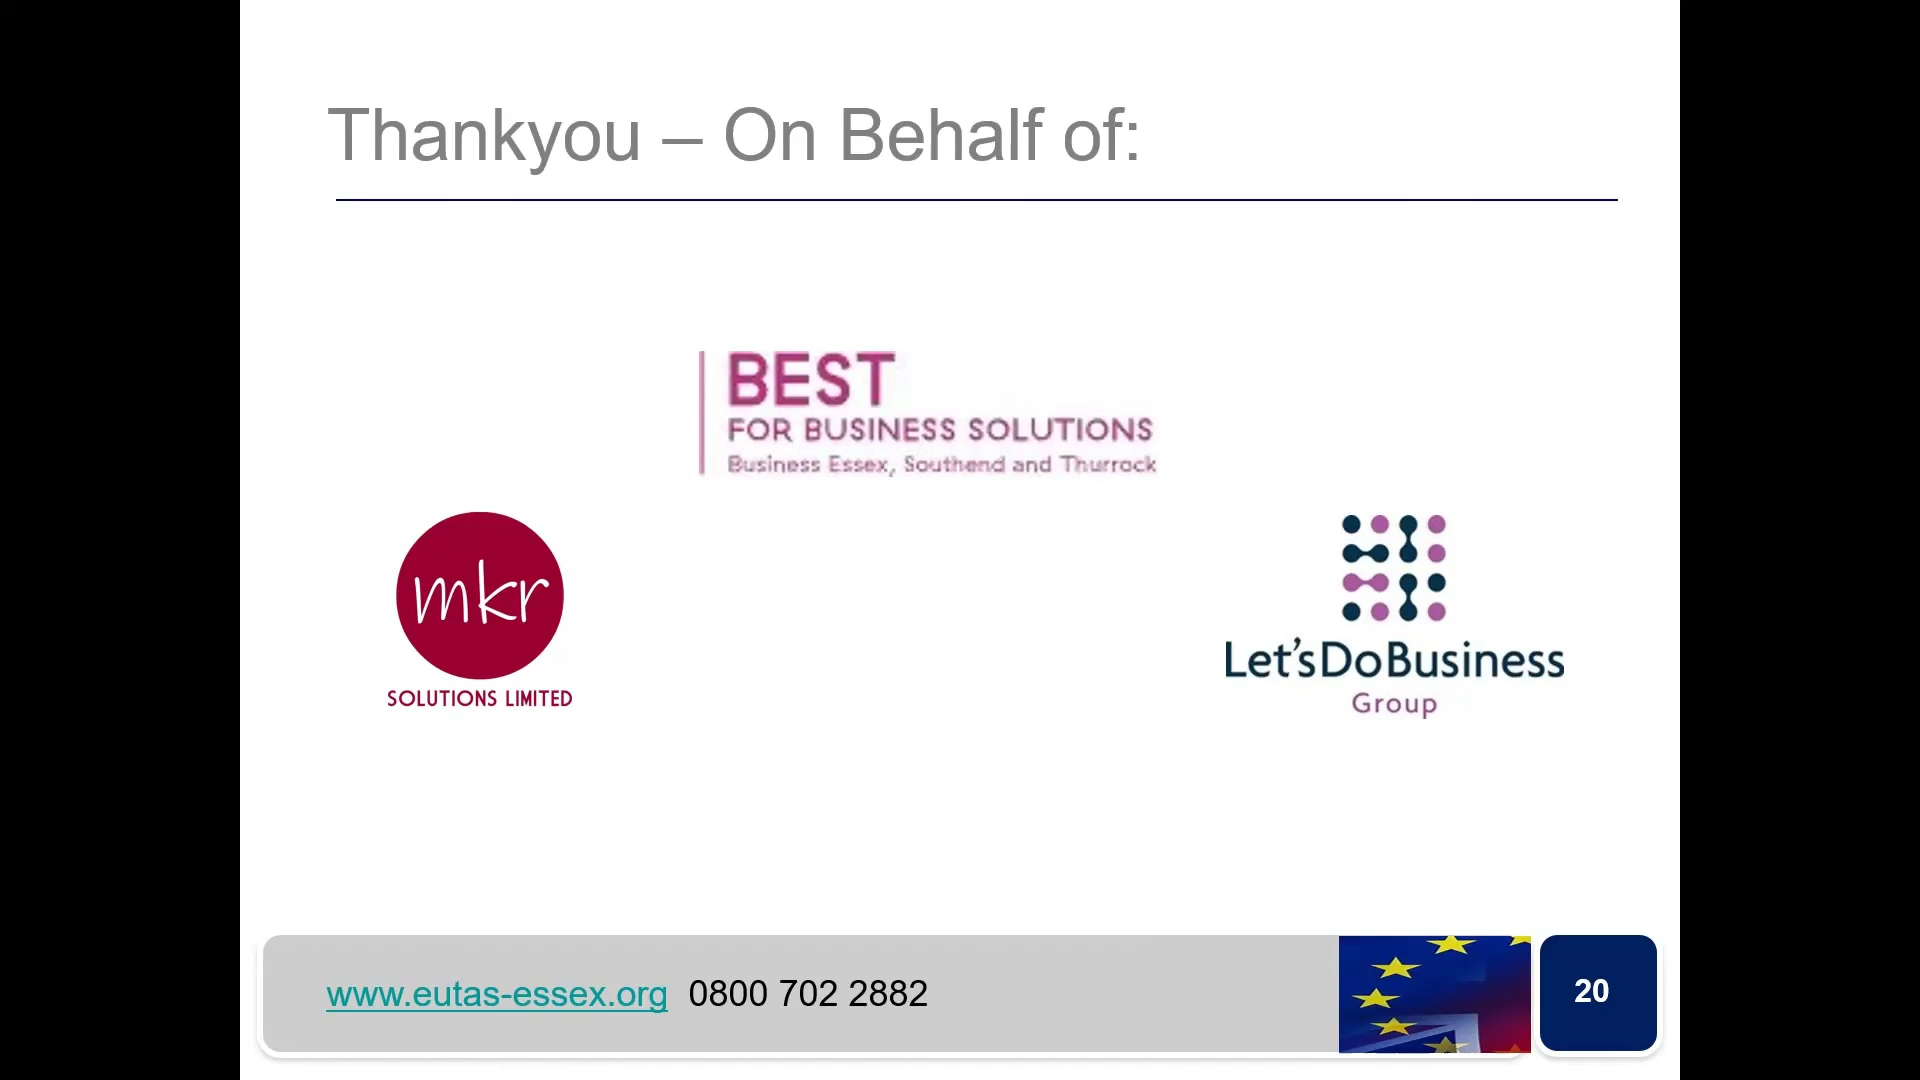 Thankyou – On Behalf of:
BEST
FOR BUSINESS SOLUTIONS
Business Essex, Southend and Thurrock
mkr
SOLUTIONS LIMITED
Let'sDoBusiness
Group
www.eutas-essex.org 0800 702 2882
20